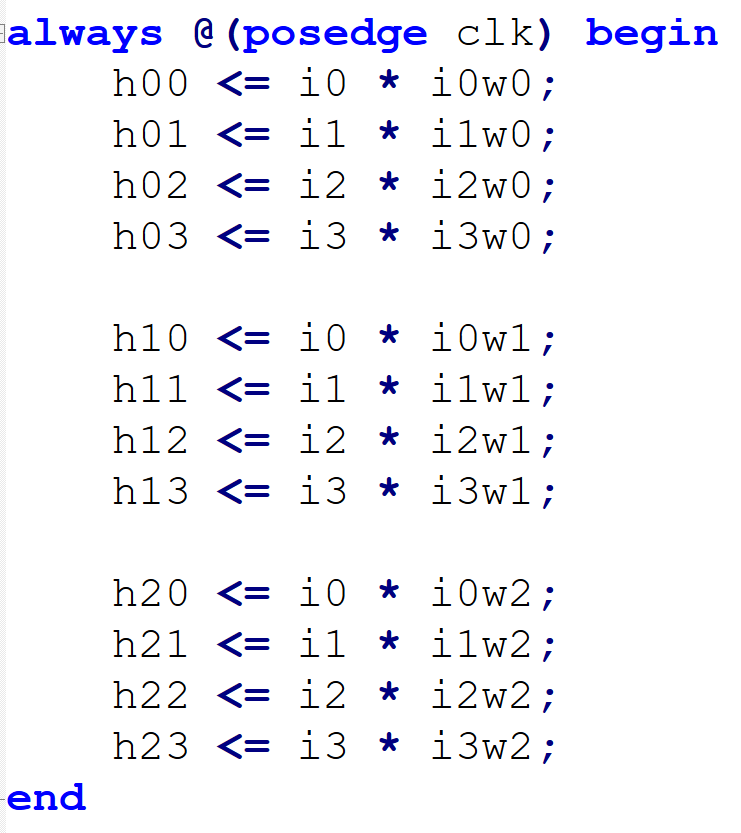 always @(posedge clk) begin
    h00 <= i0 * i0w0;
    h01 <= i1 * i1w0;
    h02 <= i2 * i2w0;
    h03 <= i3 * i3w0;

    h10 <= i0 * i0w1;
    h11 <= i1 * i1w1;
    h12 <= i2 * i2w1;
    h13 <= i3 * i3w1;

    h20 <= i0 * i0w2;
    h21 <= i1 * i1w2;
    h22 <= i2 * i2w2;
    h23 <= i3 * i3w2;
end